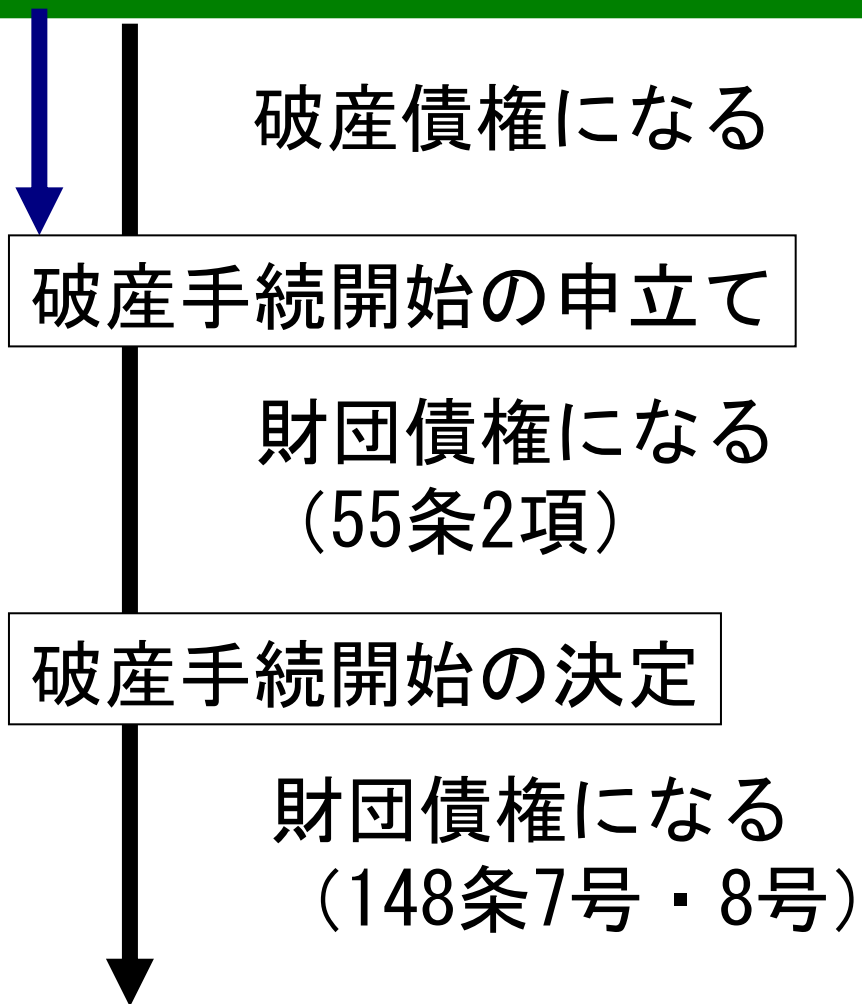 破産債権になる
破産手続開始の申立て
財団債権になる
（55条2項）
破産手続開始の決定
財団債権になる
（148条7号・8号）